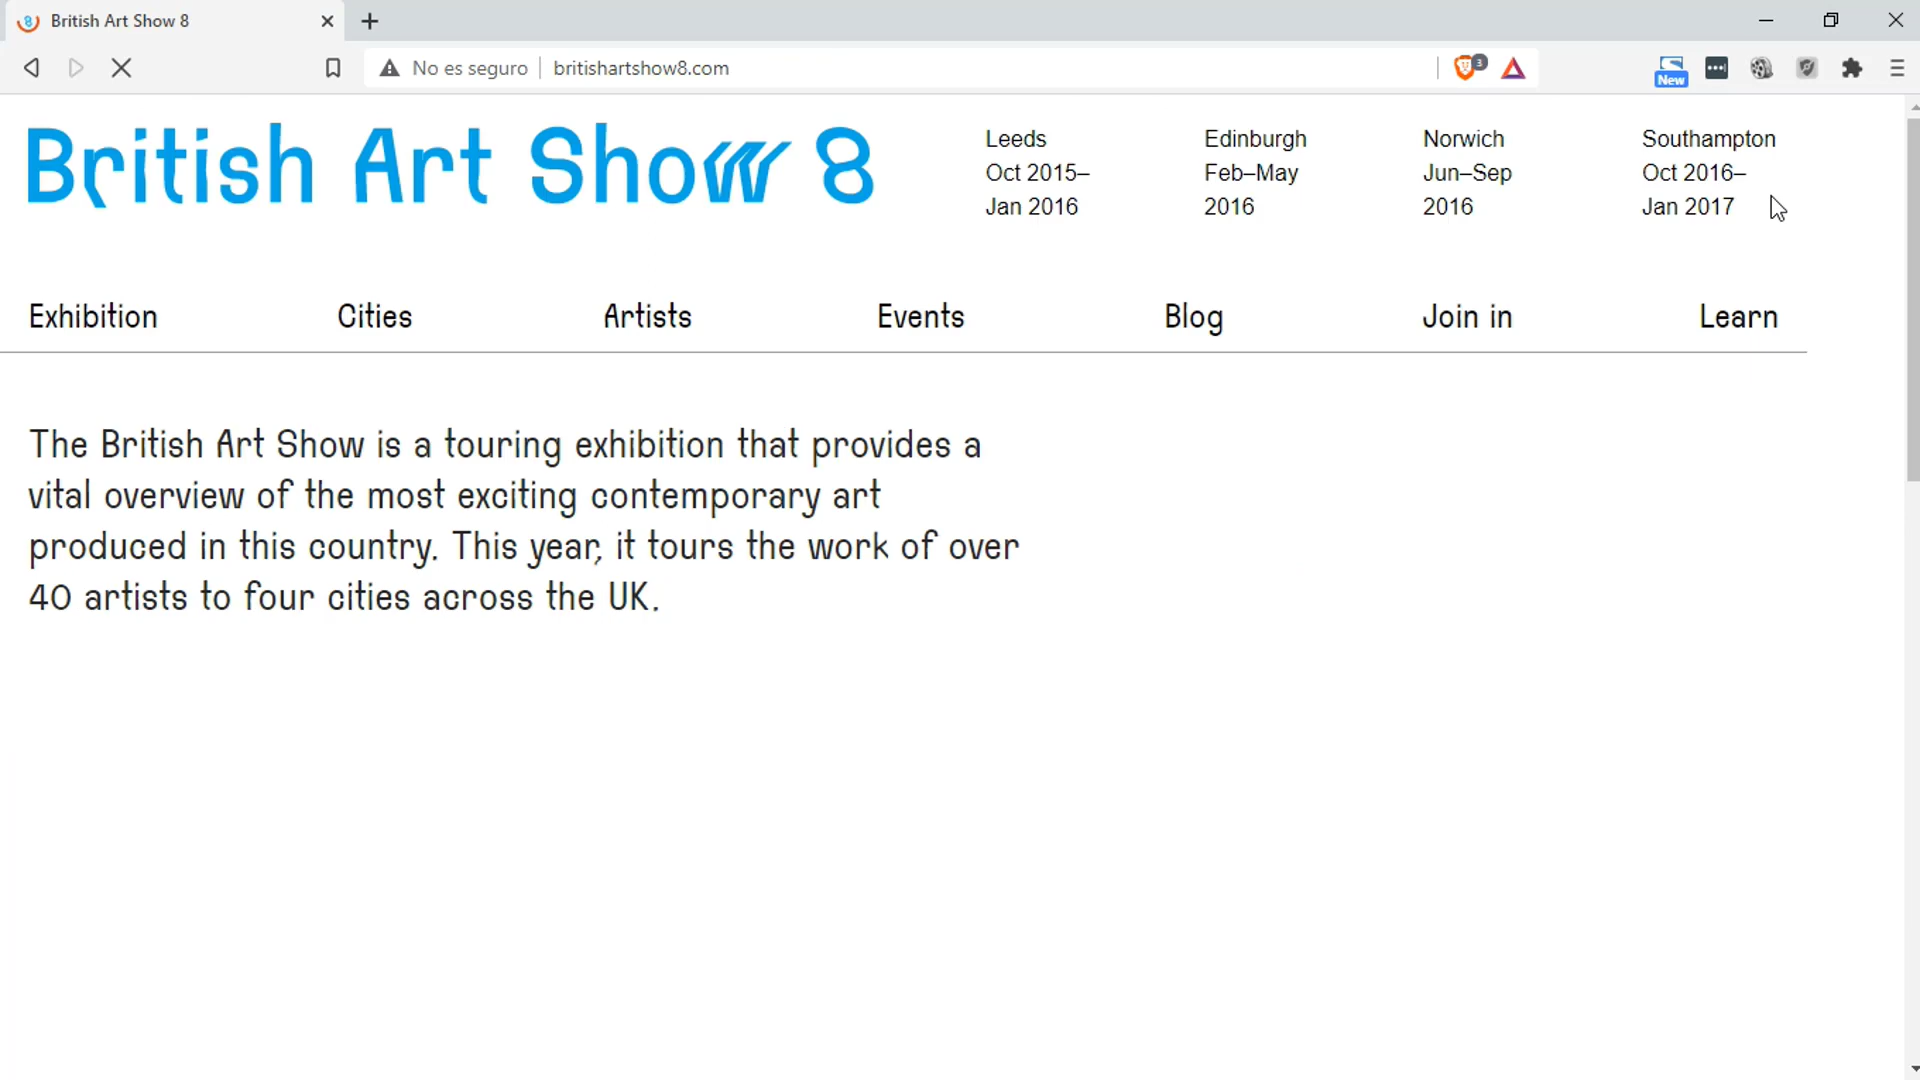 British Art Show 8
No es seguro
britishartshow8.com
3
New
British Art Show 8
Leeds
Oct 2015–
Jan 2016
Edinburgh
Feb–May
2016
Norwich
Jun–Sep
2016
Southampton
Oct 2016–
Jan 2017
Exhibition
Cities
Artists
Events
Blog
Join in
Learn
The British Art Show is a touring exhibition that provides a
vital overview of the most exciting contemporary art
produced in this country. This year, it tours the work of over
40 artists to four cities across the UK.